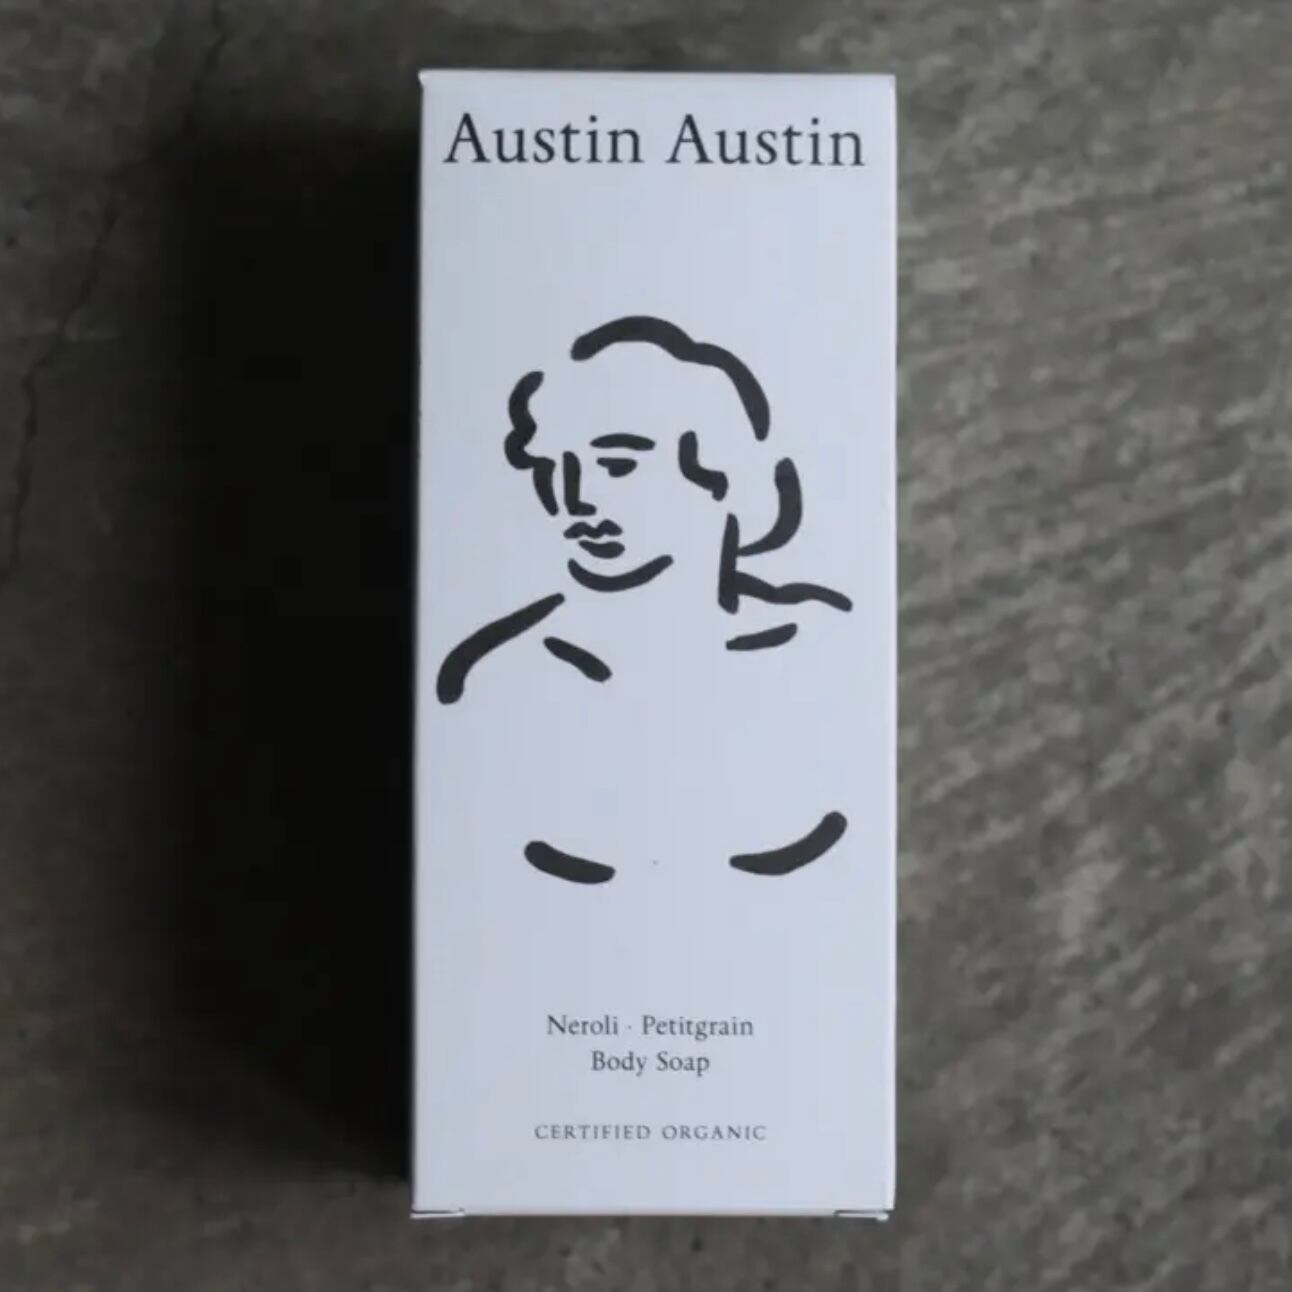 Austin Austin
Neroli · Petitgrain
Body Soap
CERTIFIED ORGANIC